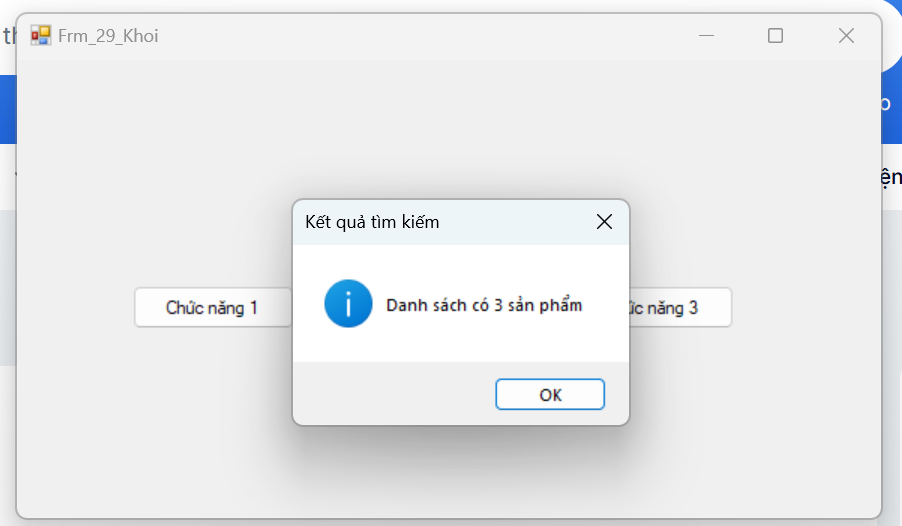 Frm_29_Khoi
Kết quả tìm kiếm
Danh sách có 3 sản phẩm
Chức năng 1
ức năng 3
OK